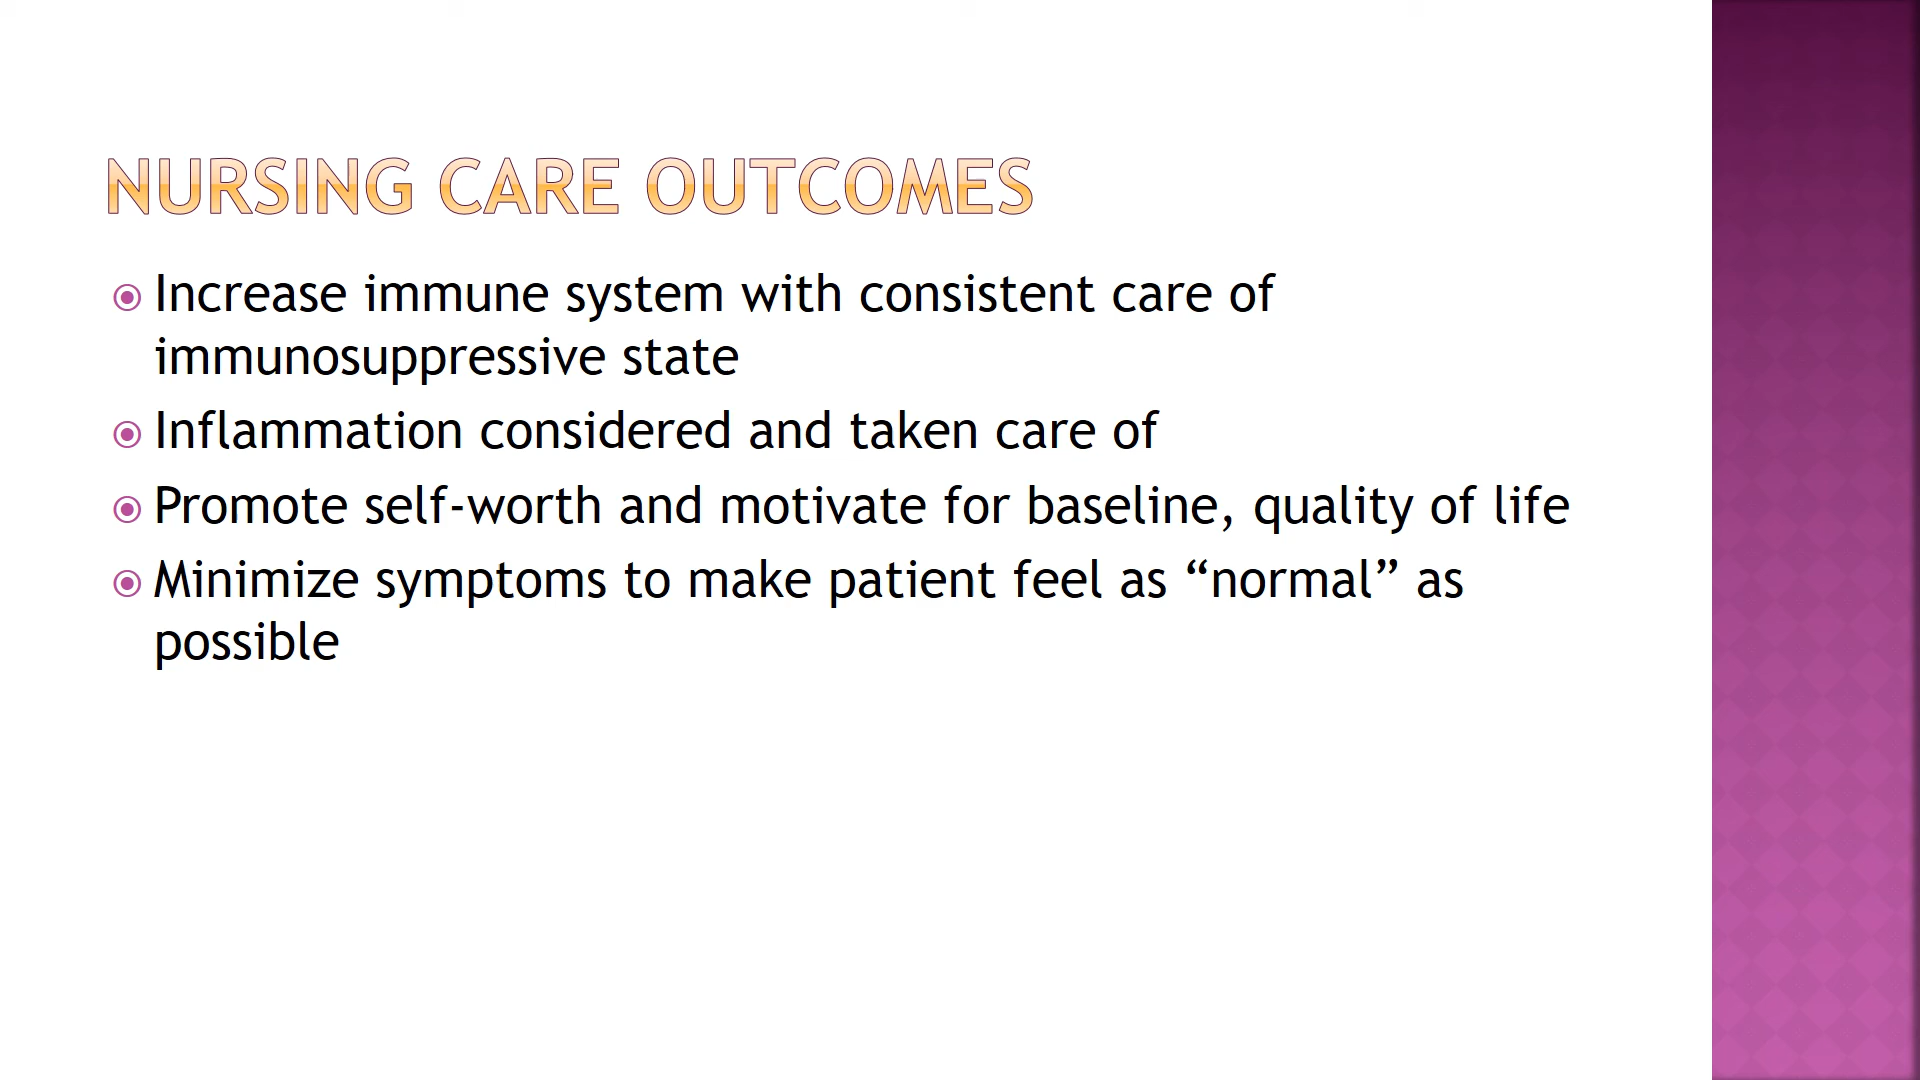 NURSING CARE OUTCOMES
Increase immune system with consistent care of
immunosuppressive state
Inflammation considered and taken care of
Promote self-worth and motivate for baseline, quality of life
Minimize symptoms to make patient feel as “normal” as
possible